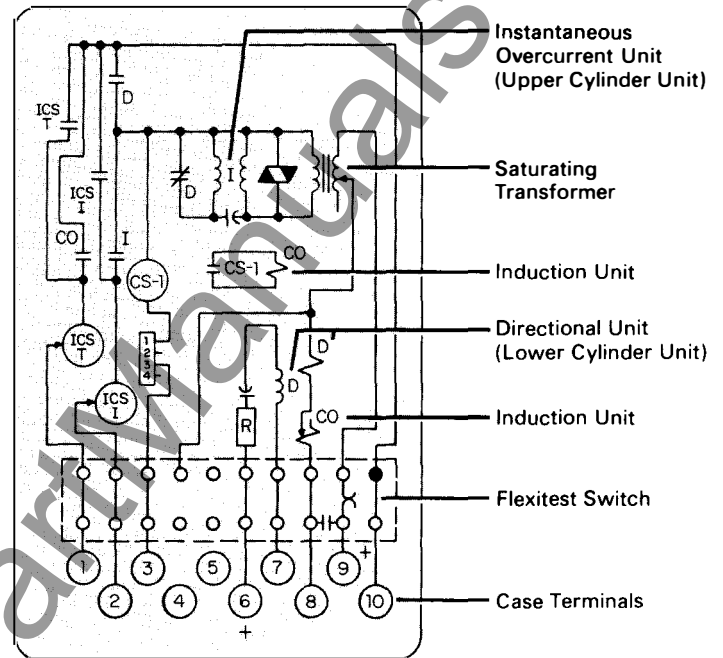 Instantaneous
Overcurrent Unit
(Upper Cylinder Unit)
ICS
T
D
ICS
I
CO
I
D
I
Saturating
Transformer
CS-1
CS-1
CO
Induction Unit
ICS
T
1
2
3
4
D
D
Directional Unit
(Lower Cylinder Unit)
ICS
I
R
CO
Induction Unit
Flexitest Switch
1
2
3
4
5
6
7
8
9
10
+
+
Case Terminals
artManuals